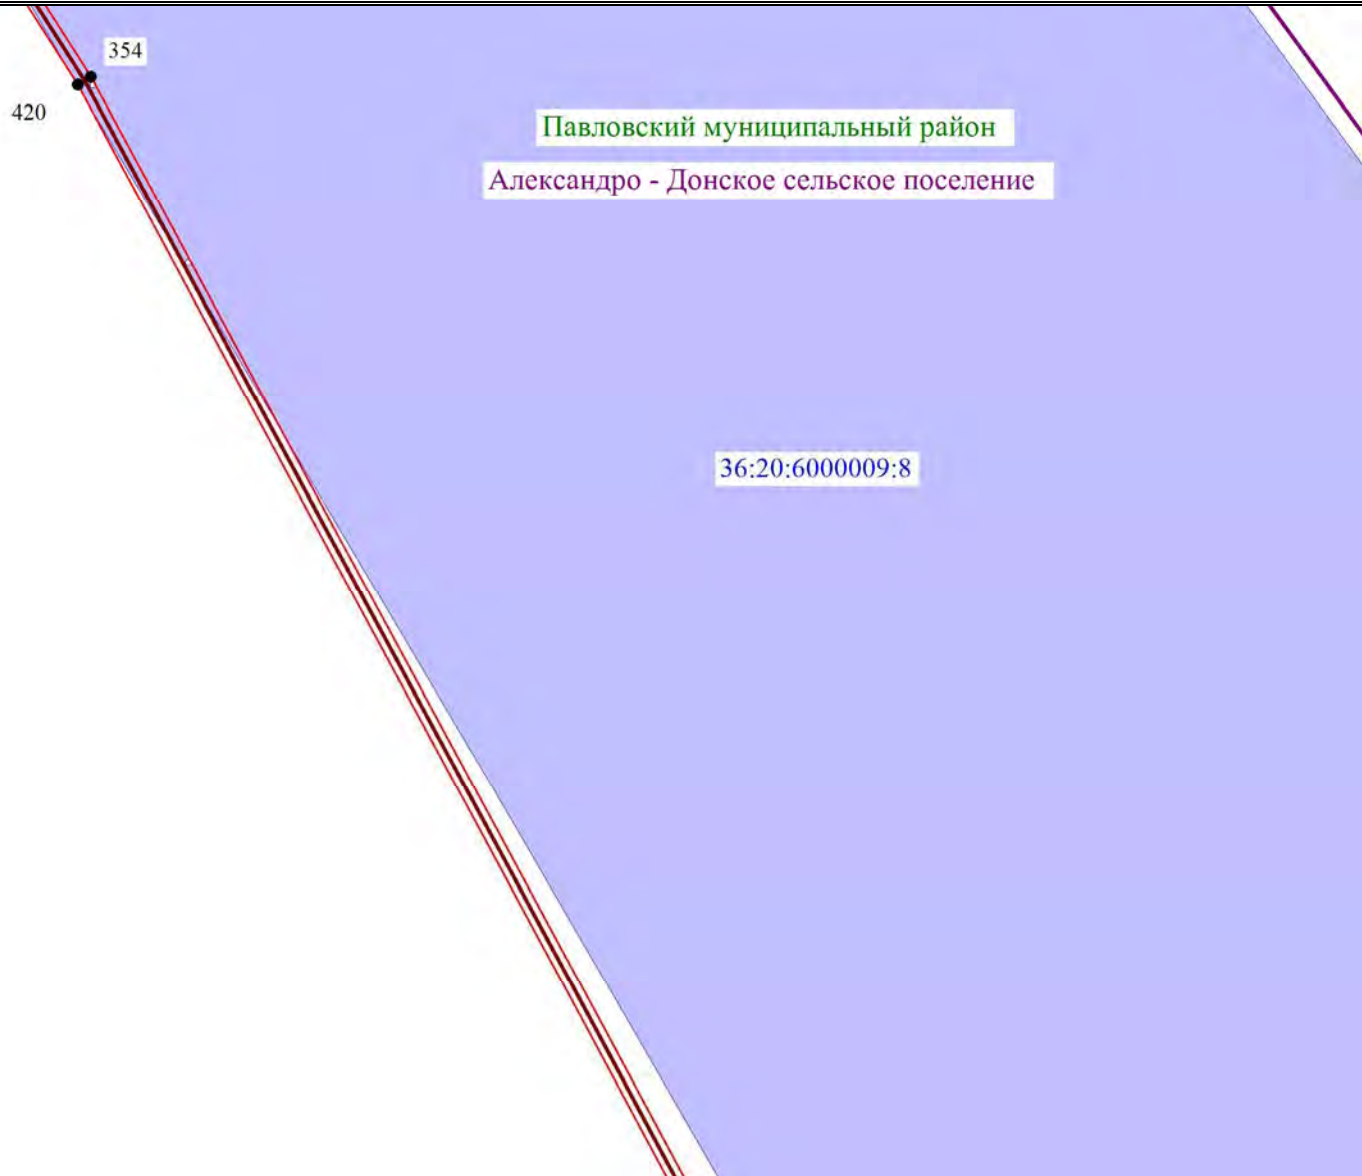 354
420
Павловский муниципальный район
Александро - Донское сельское поселение
36:20:6000009:8